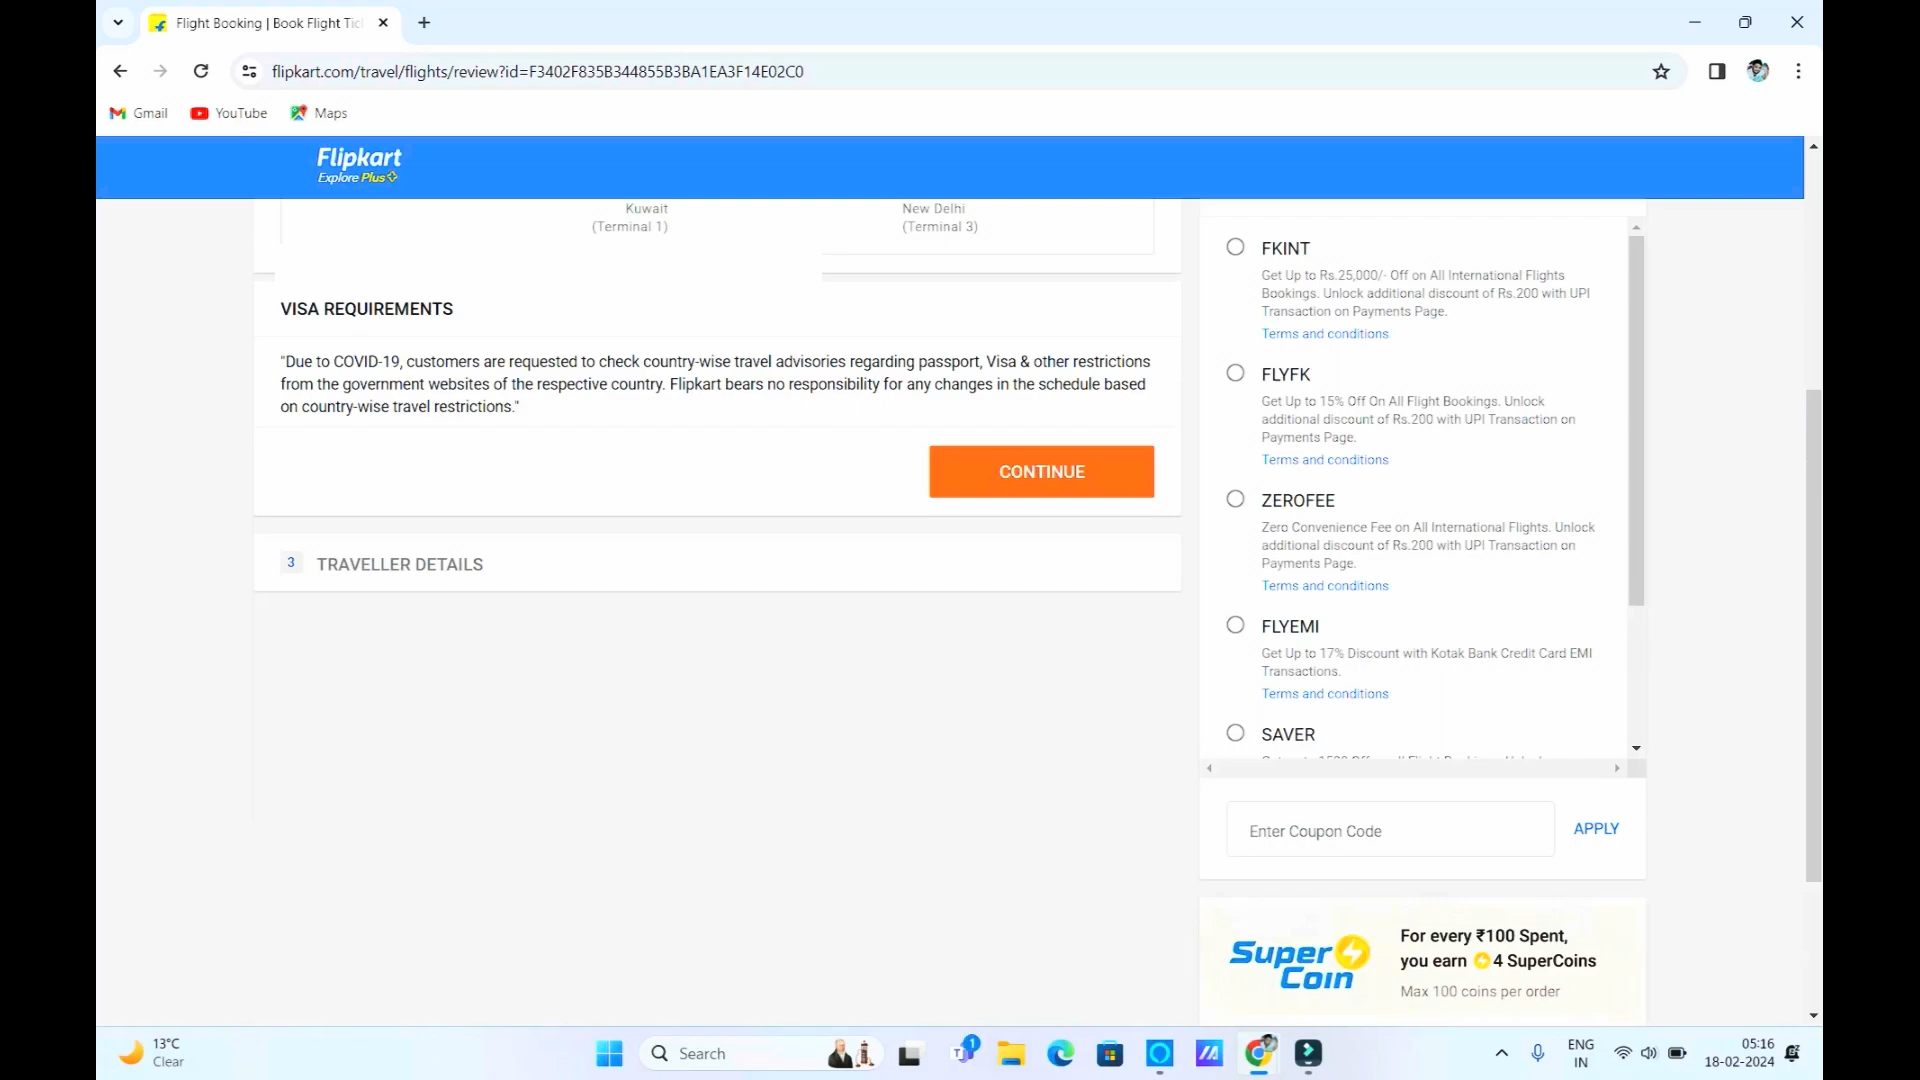 Flight Booking | Book Flight Tic
flipkart.com/travel/flights/review?id=F3402F835B344855B3BA1EA3F14E02C0
Gmail
YouTube
Maps
Flipkart
Explore Plus
Kuwait
(Terminal 1)
New Delhi
(Terminal 3)
VISA REQUIREMENTS
"Due to COVID-19, customers are requested to check country-wise travel advisories regarding passport, Visa & other restrictions
from the government websites of the respective country. Flipkart bears no responsibility for any changes in the schedule based
on country-wise travel restrictions."
CONTINUE
3 TRAVELLER DETAILS
FKINT
Get Up to Rs.25,000/- Off on All International Flights
Bookings. Unlock additional discount of Rs.200 with UPI
Transaction on Payments Page.
Terms and conditions
FLYFK
Get Up to 15% Off On All Flight Bookings. Unlock
additional discount of Rs.200 with UPI Transaction on
Payments Page.
Terms and conditions
ZEROFEE
Zero Convenience Fee on All International Flights. Unlock
additional discount of Rs.200 with UPI Transaction on
Payments Page.
Terms and conditions
FLYEMI
Get Up to 17% Discount with Kotak Bank Credit Card EMI
Transactions.
Terms and conditions
SAVER
Enter Coupon Code
APPLY
Super
Coin
For every ₹100 Spent,
you earn 4 SuperCoins
Max 100 coins per order
13°C
Clear
Search
1
ENG
IN
05:16
18-02-2024